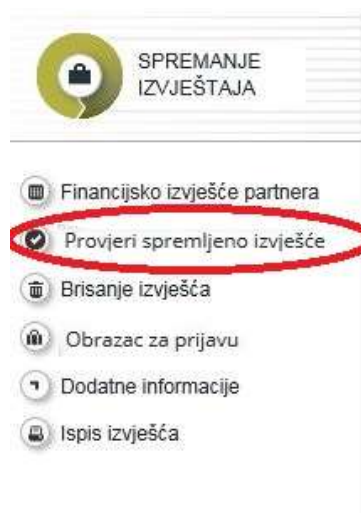 SPREMANJE
IZVJEŠTAJA
Financijsko izvješće partnera
Provjeri spremljeno izvješće
Brisanje izvješća
Obrazac za prijavu
Dodatne informacije
Ispis izvješća